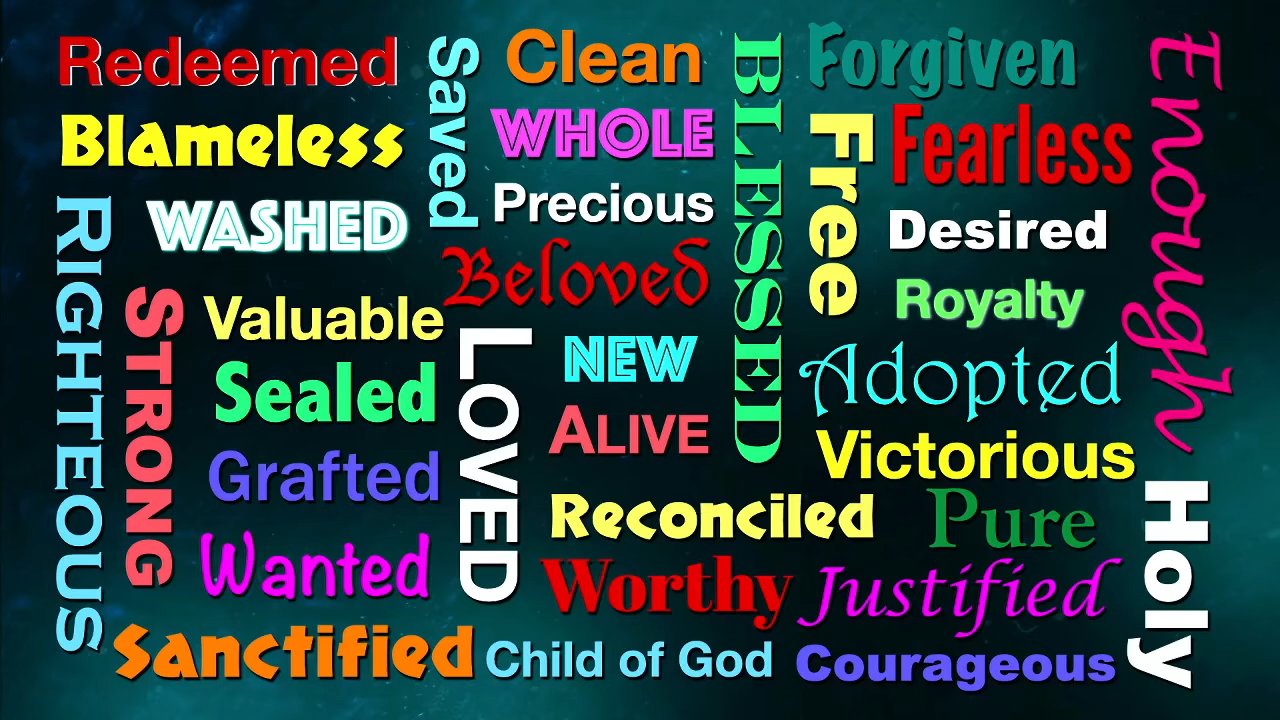 Redeemed
Saved
Clean
BLESSED
Forgiven
Enough
Blameless
WHOLE
Free
Fearless
RIGHTEOUS
WASHED
Precious
Desired
Beloved
Royalty
STRONG
Valuable
LOVED
NEW
Adopted
Sealed
ALIVE
Victorious
Grafted
Reconciled
Pure
Holy
Wanted
Worthy
Justified
Sanctified
Child of God
Courageous